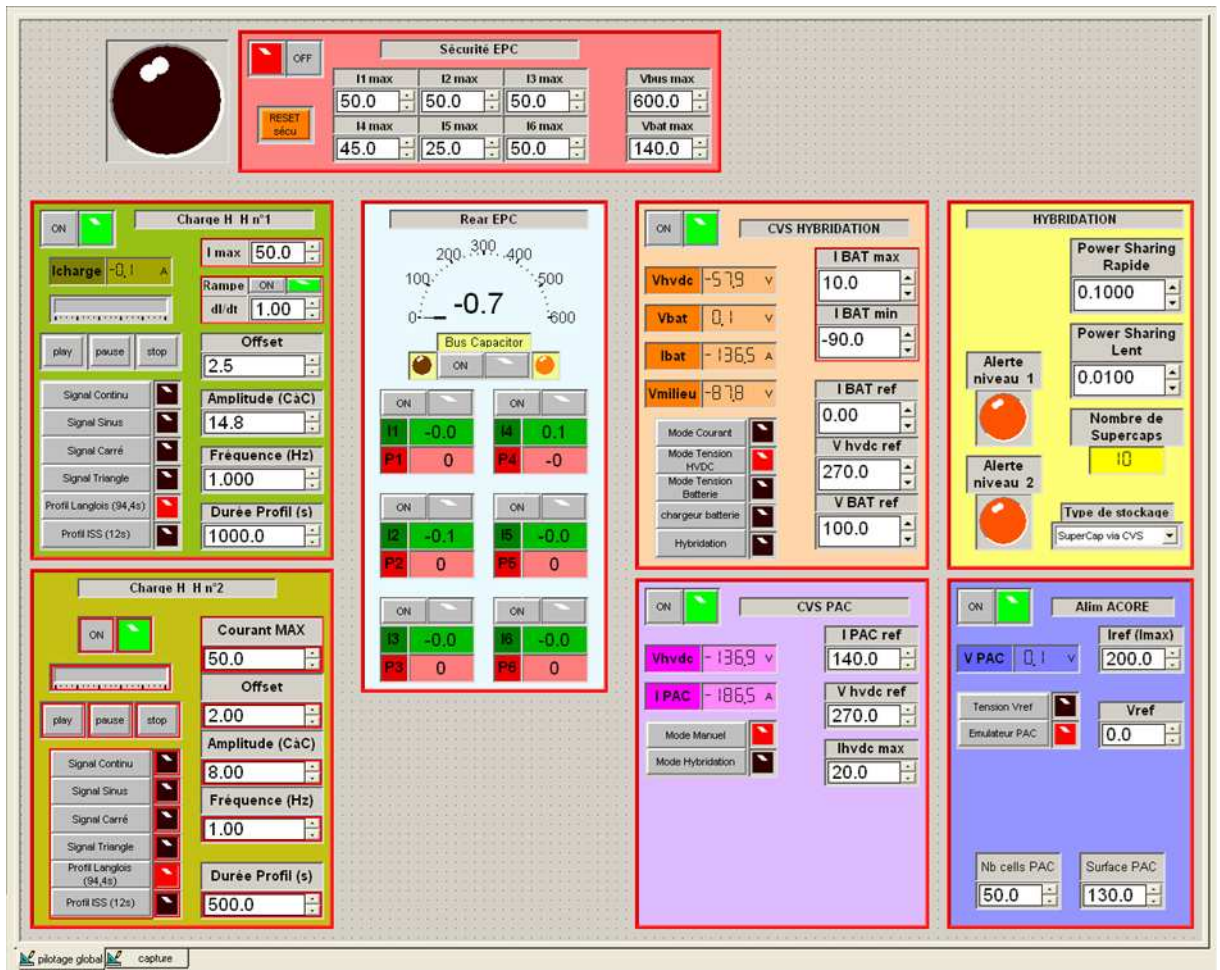 Sécurité EPC
OFF
I1 max I2 max I3 max Vbus max
50.0 50.0 50.0 600.0
RESET
sécu
I4 max I5 max I6 max Vbat max
45.0 25.0 50.0 140.0
Charge H H n°1
ON
I max 50.0
Icharge -0,1 A
Rampe ON
dI/dt 1.00
play pause stop
Offset
2.5
Signal Continu
Signal Sinus
Signal Carré
Signal Triangle
Profil Langlois (94,4s)
Profil ISS (12s)
Amplitude (CàC)
14.8
Fréquence (Hz)
1.000
Durée Profil (s)
1000.0
Charge H H n°2
ON
Courant MAX
50.0
Offset
2.00
play pause stop
Amplitude (CàC)
8.00
Signal Continu
Signal Sinus
Signal Carré
Signal Triangle
Profil Langlois
(94,4s)
Profil ISS (12s)
Fréquence (Hz)
1.00
Durée Profil (s)
500.0
Rear EPC
0 100 200 300 400 500 600
-0.7
Bus Capacitor
ON
ON ON
I1 -0.0 I4 0.1
P1 0 P4 -0
ON ON
I2 -0.1 I5 -0.0
P2 0 P5 0
ON ON
I3 -0.0 I6 -0.0
P3 0 P6 0
CVS HYBRIDATION
ON
Vhvdc -57,9 V
Vbat 0,1 V
Ibat -136,5 A
Vmilieu -87,8 V
I BAT max
10.0
I BAT min
-90.0
I BAT ref
0.00
V hvdc ref
270.0
V BAT ref
100.0
Mode Courant
Mode Tension
HVDC
Mode Tension
Batterie
chargeur batterie
Hybridation
CVS PAC
ON
Vhvdc -136,9 V
I PAC -186,5 A
I PAC ref
140.0
V hvdc ref
270.0
Ihvdc max
20.0
Mode Manuel
Mode Hybridation
HYBRIDATION
Power Sharing
Rapide
0.1000
Power Sharing
Lent
0.0100
Alerte
niveau 1
Nombre de
Supercaps
10
Alerte
niveau 2
Type de stockage
SuperCap via CVS
Alim ACORE
ON
V PAC 0,1 V
Iref (Imax)
200.0
Tension Vref
Emulateur PAC
Vref
0.0
Nb cells PAC Surface PAC
50.0 130.0
pilotage global capture